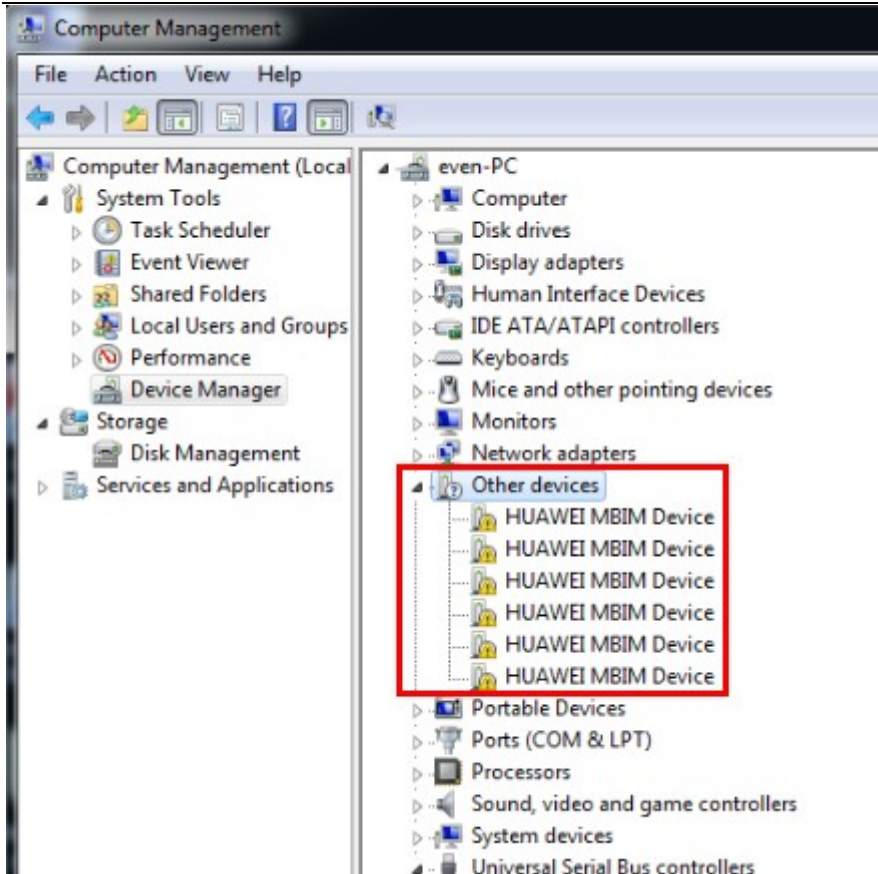 Computer Management
File Action View Help
Computer Management (Local
System Tools
Task Scheduler
Event Viewer
Shared Folders
Local Users and Groups
Performance
Device Manager
Storage
Disk Management
Services and Applications
even-PC
Computer
Disk drives
Display adapters
Human Interface Devices
IDE ATA/ATAPI controllers
Keyboards
Mice and other pointing devices
Monitors
Network adapters
Other devices
HUAWEI MBIM Device
HUAWEI MBIM Device
HUAWEI MBIM Device
HUAWEI MBIM Device
HUAWEI MBIM Device
HUAWEI MBIM Device
Portable Devices
Ports (COM & LPT)
Processors
Sound, video and game controllers
System devices
Universal Serial Bus controllers